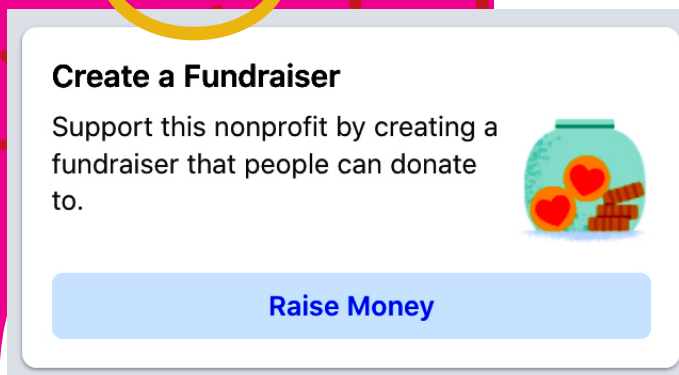 Create a Fundraiser
Support this nonprofit by creating a
fundraiser that people can donate
to.
Raise Money